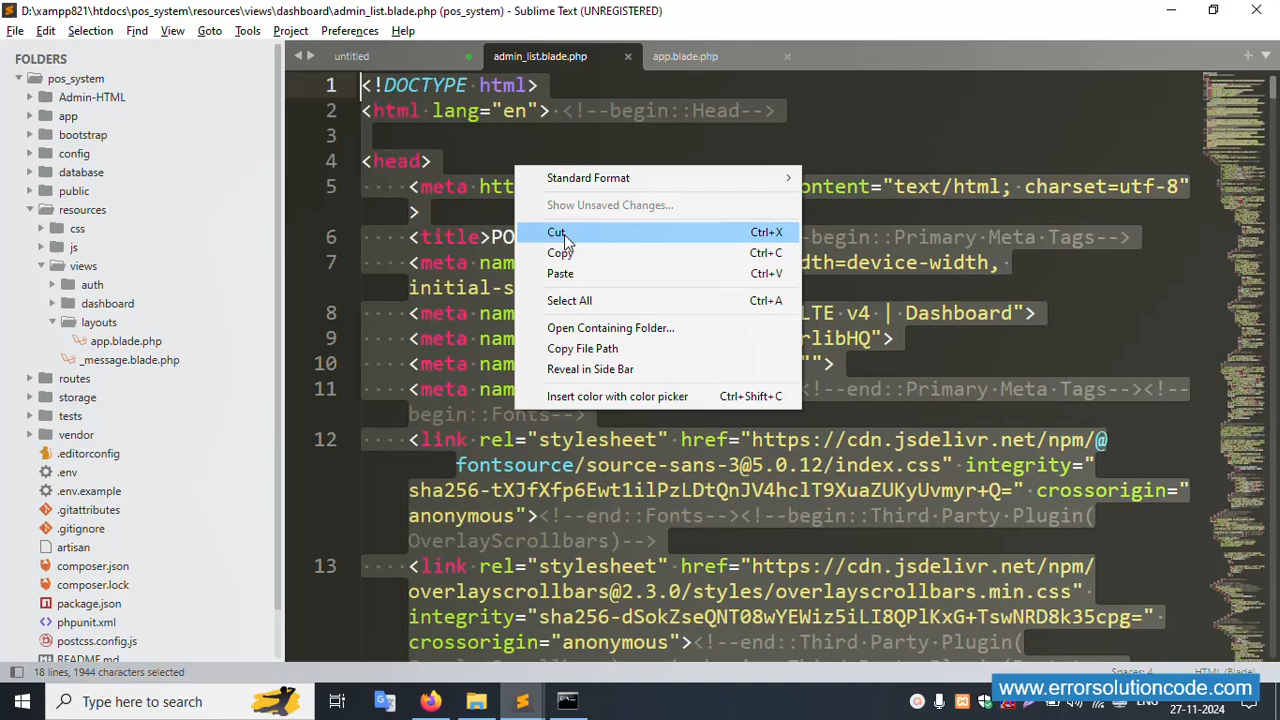 D:\xampp821\htdocs\pos_system\resources\views\dashboard\admin_list.blade.php (pos_system) - Sublime Text (UNREGISTERED)
File Edit Selection Find View Goto Tools Project Preferences Help
FOLDERS
pos_system
Admin-HTML
app
bootstrap
config
database
public
resources
css
js
views
auth
dashboard
layouts
app.blade.php
_message.blade.php
routes
storage
tests
vendor
.editorconfig
.env
.env.example
.gitattributes
.gitignore
artisan
composer.json
composer.lock
package.json
phpunit.xml
postcss.config.js
README.md
untitled admin_list.blade.php app.blade.php
1 <!DOCTYPE html>
2 <html lang="en"> <!--begin::Head-->
3
4 <head>
5 <meta htt ontent="text/html; charset=utf-8"
>
6 <title>PO -begin::Primary Meta Tags-->
7 <meta nam dth=device-width,
initial-s
8 <meta nam LTE v4 | Dashboard">
9 <meta nam erlibHQ">
10 <meta nam "">
11 <meta nam <!--end::Primary Meta Tags--><!--
begin::Fonts-->
12 <link rel="stylesheet" href="https://cdn.jsdelivr.net/npm/@
fontsource/source-sans-3@5.0.12/index.css" integrity="
sha256-tXJfXfp6Ewt1ilPzLDtQnJV4hclT9XuaZUKyUvmyr+Q=" crossorigin="
anonymous"><!--end::Fonts--><!--begin::Third Party Plugin(
OverlayScrollbars)-->
13 <link rel="stylesheet" href="https://cdn.jsdelivr.net/npm/
overlayscrollbars@2.3.0/styles/overlayscrollbars.min.css"
integrity="sha256-dSokZseQNT08wYEWiz5iLI8QPlKxG+TswNRD8k35cpg="
crossorigin="anonymous"><!--end::Third Party Plugin(
Standard Format
Show Unsaved Changes...
Cut Ctrl+X
Copy Ctrl+C
Paste Ctrl+V
Select All Ctrl+A
Open Containing Folder...
Copy File Path
Reveal in Side Bar
Insert color with color picker Ctrl+Shift+C
18 lines, 1944 characters selected
Type here to search
www.errorsolutioncode.com
27-11-2024